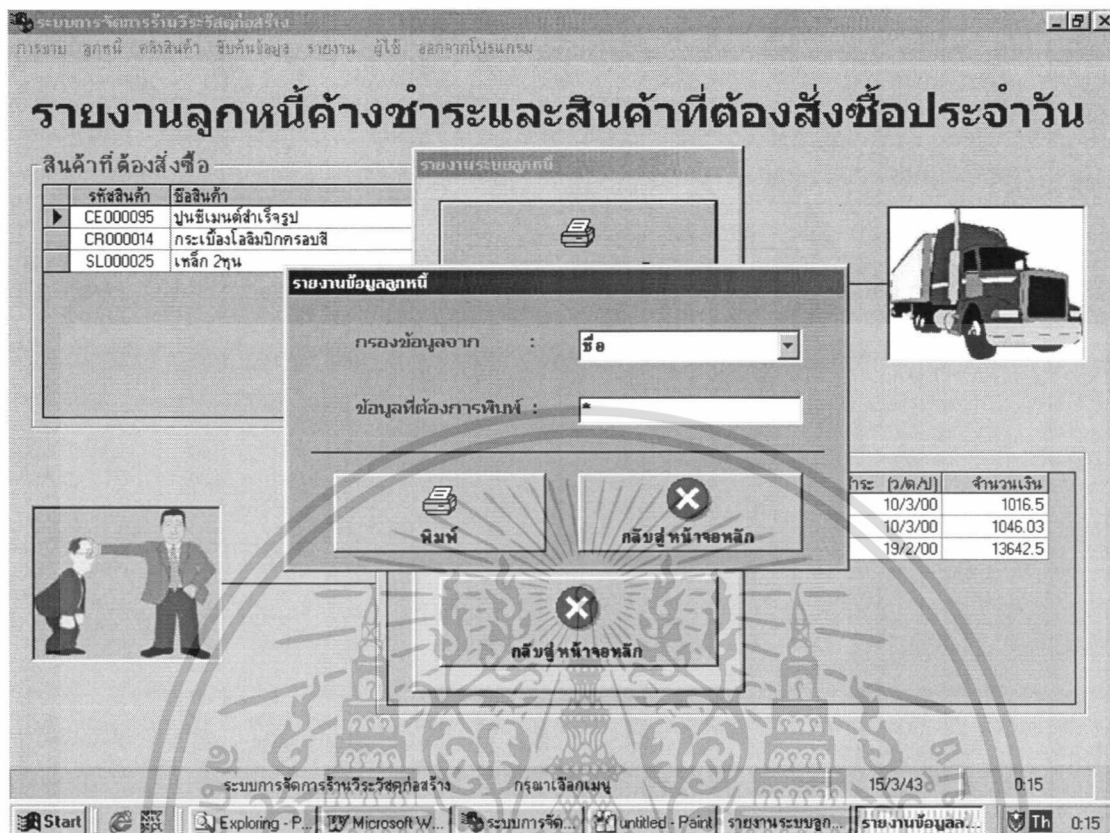 ระบบการจัดการร้านวีระวัสดุก่อสร้าง
การขาย ลูกหนี้ คลังสินค้า สืบค้นข้อมูล รายงาน ผู้ใช้ ออกจากโปรแกรม
รายงานลูกหนี้ค้างชำระและสินค้าที่ต้องสั่งซื้อประจำวัน
สินค้าที่ต้องสั่งซื้อ
รหัสสินค้า ชื่อสินค้า
CE000095 ปูนซีเมนต์สำเร็จรูป
CR000014 กระเบื้องโอลิมปิกครอบสี
SL000025 เหล็ก 2หุน
รายงานระบบลูกหนี้
รายงานข้อมูลลูกหนี้
กรองข้อมูลจาก : ชื่อ
ข้อมูลที่ต้องการพิมพ์ : *
พิมพ์ กลับสู่หน้าจอหลัก
(ว/ด/ป) จำนวนเงิน
10/3/00 1016.5
10/3/00 1046.03
19/2/00 13642.5
กลับสู่หน้าจอหลัก
ระบบการจัดการร้านวีระวัสดุก่อสร้าง กรุณาเลือกเมนู 15/3/43 0:15
Start Exploring - P... Microsoft W... ระบบการจัด... untitled - Paint รายงานระบบลูก... รายงานข้อมูลล... Th 0:15